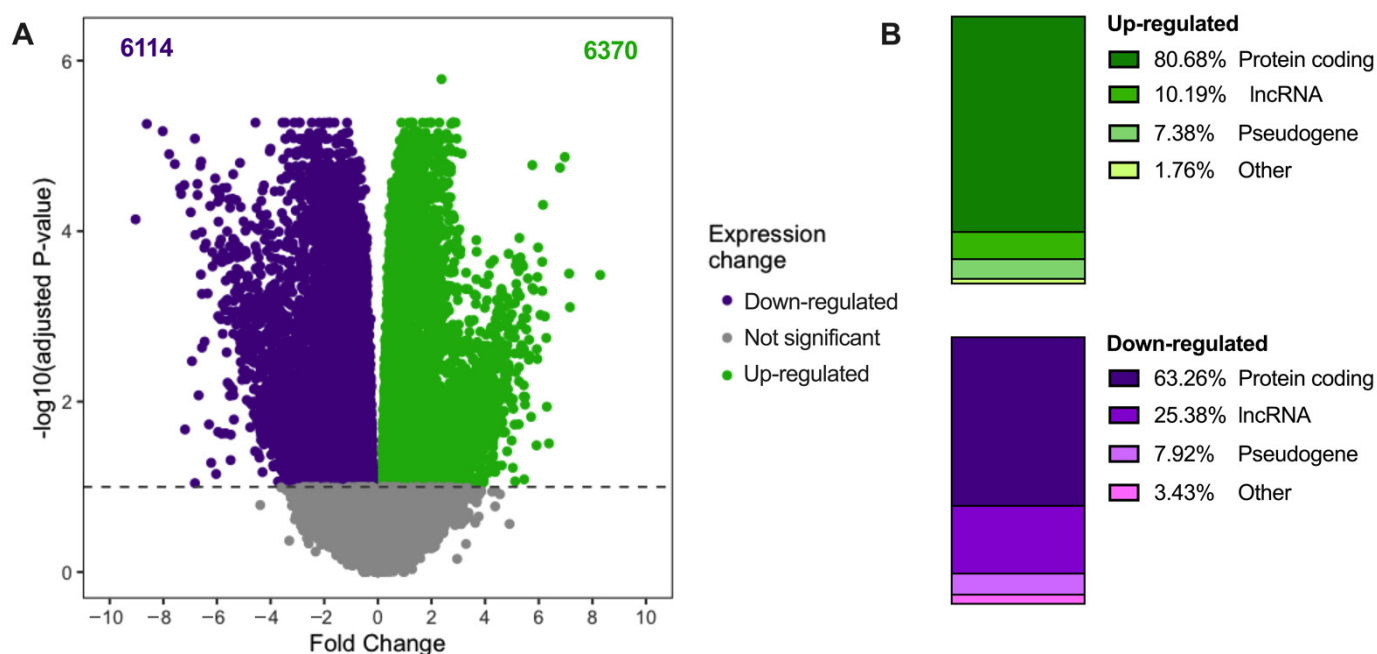 A
6114
6370
6
4
2
0
-log10(adjusted P-value)
−10 −8 −6 −4 −2 0 2 4 6 8 10
Fold Change
Expression
change
Down-regulated
Not significant
Up-regulated
B
Up-regulated
80.68% Protein coding
10.19% lncRNA
7.38% Pseudogene
1.76% Other
Down-regulated
63.26% Protein coding
25.38% lncRNA
7.92% Pseudogene
3.43% Other